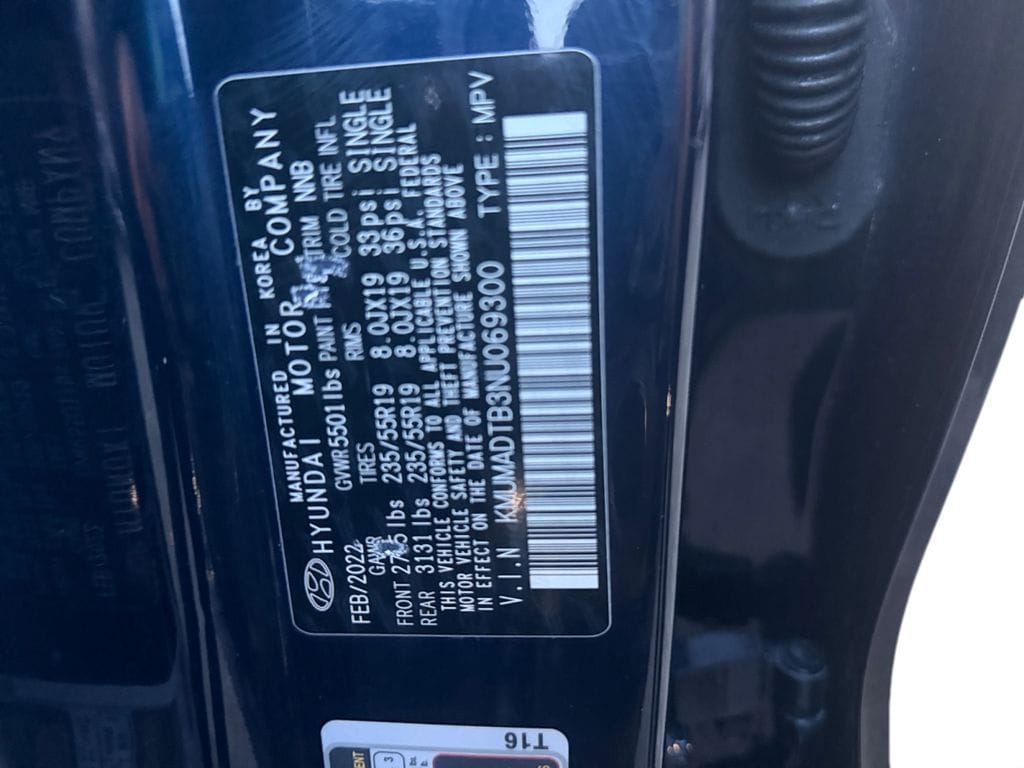 MANUFACTURED IN KOREA BY
HYUNDAI MOTOR COMPANY
FEB/2022 GVWR 5501lbs PAINT TRIM NNB
GAWR TIRES RIMS COLD TIRE INFL
FRONT lbs 235/55R19 8.0JX19 33psi SINGLE
REAR 3131lbs 235/55R19 8.0JX19 36psi SINGLE
THIS VEHICLE CONFORMS TO ALL APPLICABLE U.S.A. FEDERAL
MOTOR VEHICLE SAFETY AND THEFT PREVENTION STANDARDS
IN EFFECT ON THE DATE OF MANUFACTURE SHOWN ABOVE
V.I.N KMUMADTB3NU069300 TYPE : MPV
T16
3